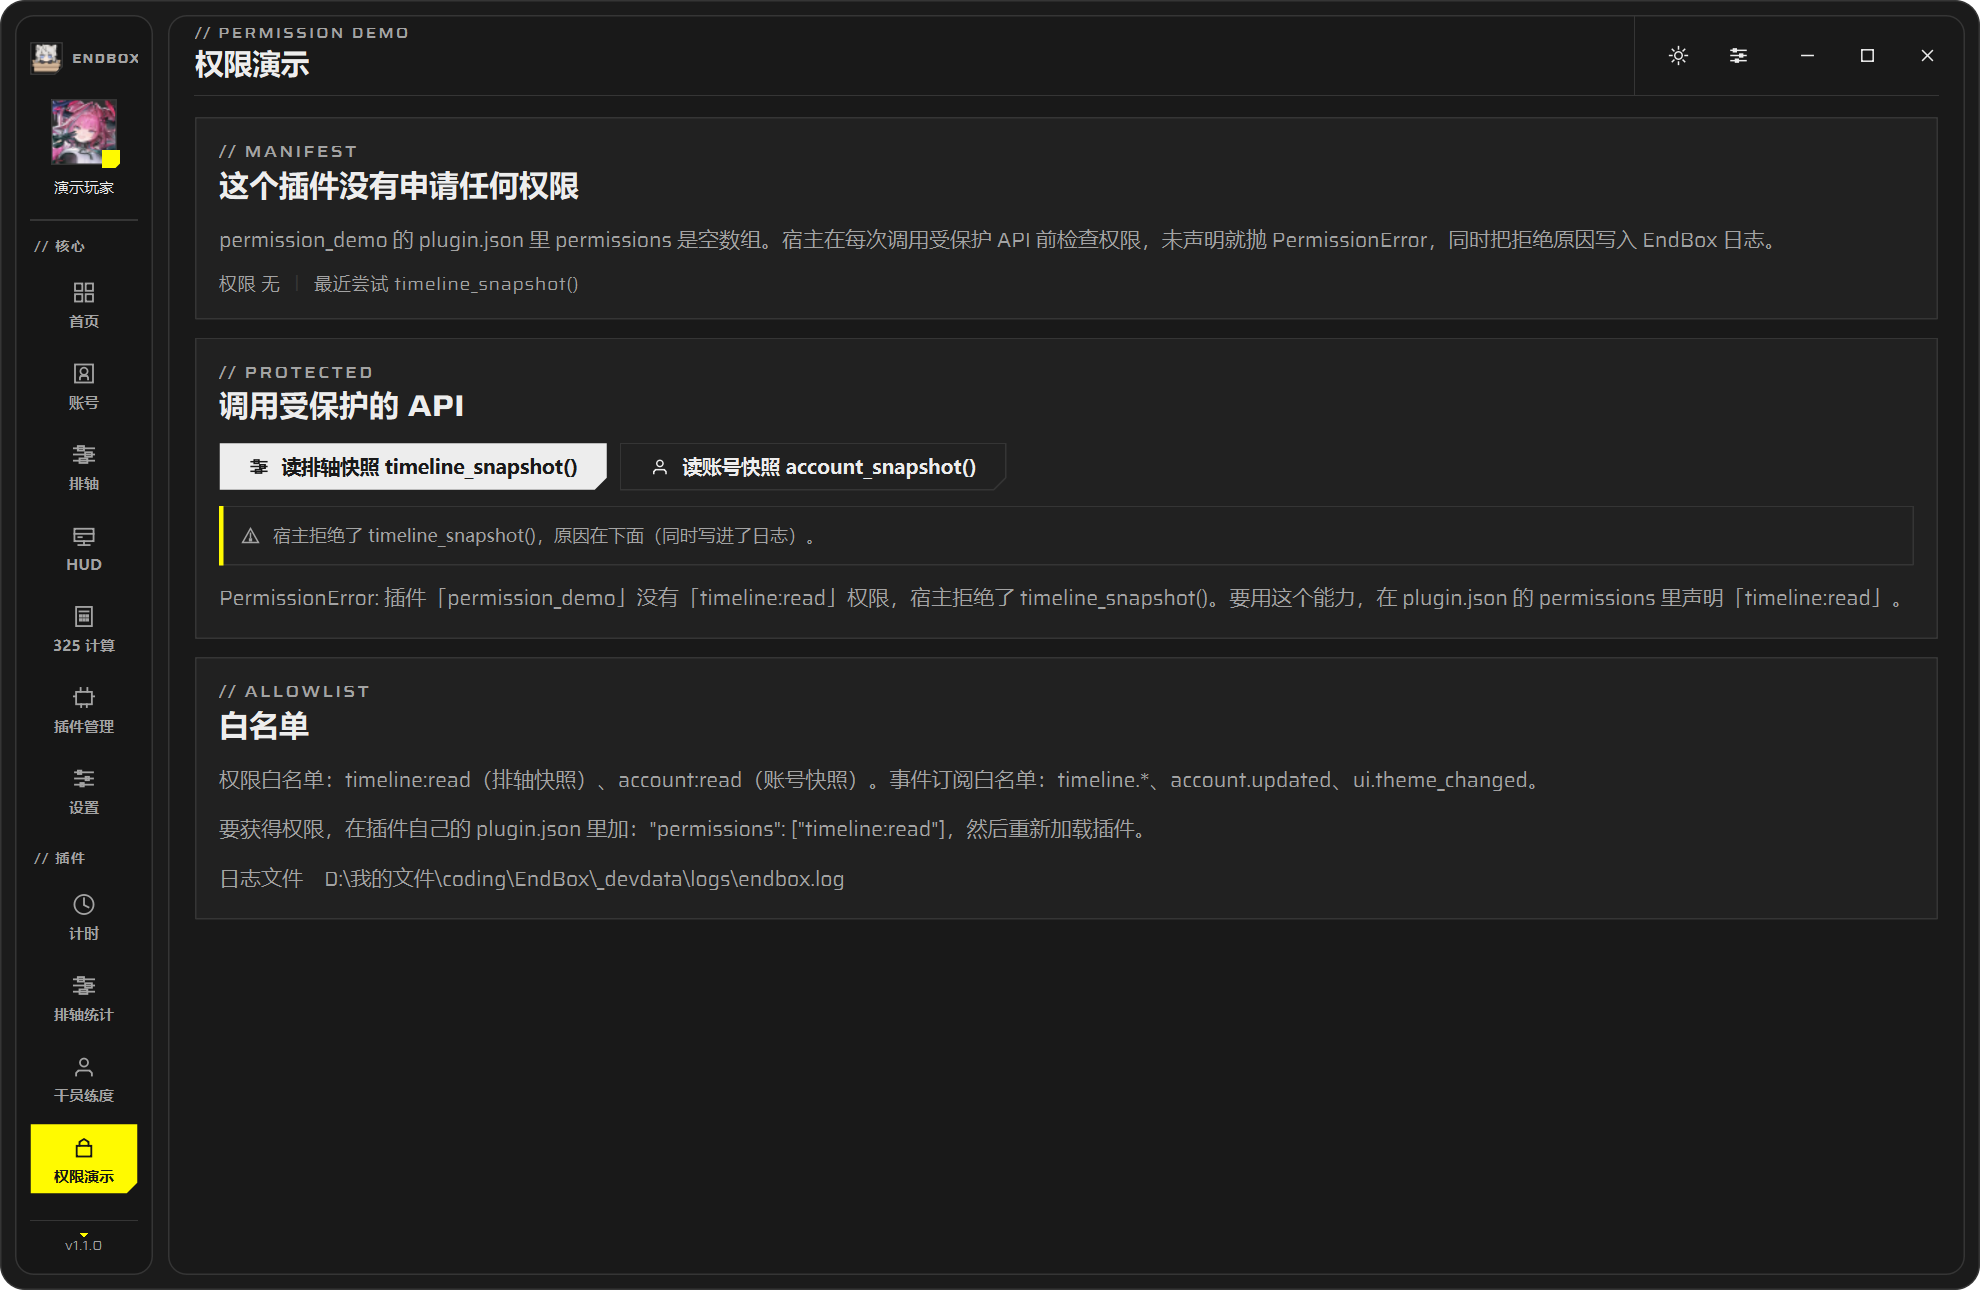 ENDBOX
演示玩家
// 核心
首页
账号
排轴
HUD
325 计算
插件管理
设置
// 插件
计时
排轴统计
干员练度
权限演示
v1.1.0
// PERMISSION DEMO
权限演示
// MANIFEST
这个插件没有申请任何权限
permission_demo 的 plugin.json 里 permissions 是空数组。宿主在每次调用受保护 API 前检查权限，未声明就抛 PermissionError，同时把拒绝原因写入 EndBox 日志。
权限 无 | 最近尝试 timeline_snapshot()
// PROTECTED
调用受保护的 API
读排轴快照 timeline_snapshot()
读账号快照 account_snapshot()
宿主拒绝了 timeline_snapshot()，原因在下面（同时写进了日志）。
PermissionError: 插件「permission_demo」没有「timeline:read」权限，宿主拒绝了 timeline_snapshot()。要用这个能力，在 plugin.json 的 permissions 里声明「timeline:read」。
// ALLOWLIST
白名单
权限白名单：timeline:read（排轴快照）、account:read（账号快照）。事件订阅白名单：timeline.*、account.updated、ui.theme_changed。
要获得权限，在插件自己的 plugin.json 里加："permissions": ["timeline:read"]，然后重新加载插件。
日志文件 D:\我的文件\coding\EndBox\_devdata\logs\endbox.log